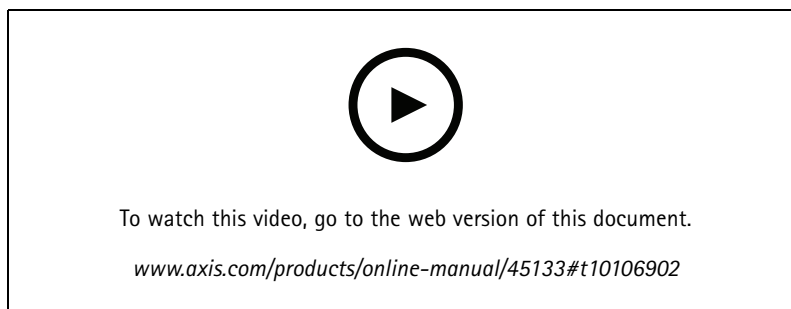 To watch this video, go to the web version of this document.
www.axis.com/products/online-manual/45133#t10106902